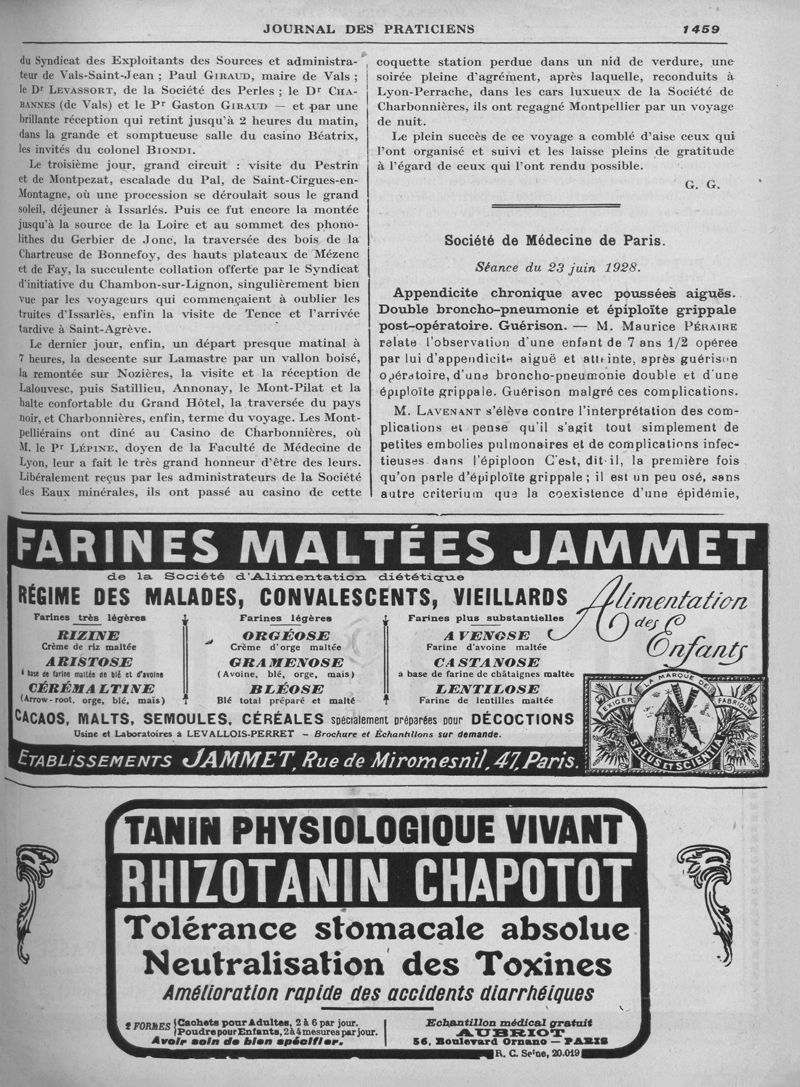 JOURNAL DES PRATICIENS
1459
du Syndicat des Exploitants des Sources et administra-
teur de Vals-Saint-Jean ; Paul GIRAUD, maire de Vals ;
le Dr LEVASSORT, de la Société des Perles ; le Dr CHA-
BANNES (de Vals) et le Pr Gaston GIRAUD — et par une
brillante réception qui retint jusqu'à 2 heures du matin,
dans la grande et somptueuse salle du casino Béatrix,
les invités du colonel BIONDI.
Le troisième jour, grand circuit : visite du Pestrin
et de Montpezat, escalade du Pal, de Saint-Cirgues-en-
Montagne, où une procession se déroulait sous le grand
soleil, déjeuner à Issarlés. Puis ce fut encore la montée
jusqu'à la source de la Loire et au sommet des phono-
lithes du Gerbier de Jonc, la traversée des bois de la
Chartreuse de Bonnefoy, des hauts plateaux de Mézenc
et de Fay, la succulente collation offerte par le Syndicat
d'initiative du Chambon-sur-Lignon, singulièrement bien
vue par les voyageurs qui commençaient à oublier les
truites d'Issarlès, enfin la visite de Tence et l'arrivée
tardive à Saint-Agrève.
Le dernier jour, enfin, un départ presque matinal à
7 heures, la descente sur Lamastre par un vallon boisé,
la remontée sur Nozières, la visite et la réception de
Lalouvesc, puis Satillieu, Annonay, le Mont-Pilat et la
halte confortable du Grand Hôtel, la traversée du pays
noir, et Charbonnières, enfin, terme du voyage. Les Mont-
pelliérains ont dîné au Casino de Charbonnières, où
M. le Pr LÉPINE, doyen de la Faculté de Médecine de
Lyon, leur a fait le très grand honneur d'être des leurs.
Libéralement reçus par les administrateurs de la Société
des Eaux minérales, ils ont passé au casino de cette
coquette station perdue dans un nid de verdure, une
soirée pleine d'agrément, après laquelle, reconduits à
Lyon-Perrache, dans les cars luxueux de la Société de
Charbonnières, ils ont regagné Montpellier par un voyage
de nuit.
Le plein succès de ce voyage a comblé d'aise ceux qui
l'ont organisé et suivi et les laisse pleins de gratitude
à l'égard de ceux qui l'ont rendu possible.
G. G.
Société de Médecine de Paris.
Séance du 23 juin 1928.
Appendicite chronique avec poussées aiguës.
Double broncho-pneumonie et épiploïte grippale
post-opératoire. Guérison. — M. Maurice PÉRAIRE
relate l'observation d'une enfant de 7 ans 1/2 opérée
par lui d'appendicite aiguë et atteinte, après guérison
opératoire, d'une broncho-pneumonie double et d'une
épiploïte grippale. Guérison malgré ces complications.
M. LAVENANT s'élève contre l'interprétation des com-
plications et pense qu'il s'agit tout simplement de
petites embolies pulmonaires et de complications infec-
tieuses dans l'épiploon C'est, dit-il, la première fois
qu'on parle d'épiploïte grippale ; il est un peu osé, sans
autre criterium que la coexistence d'une épidémie,
FARINES MALTÉES JAMMET
de la Société d'Alimentation diététique
RÉGIME DES MALADES, CONVALESCENTS, VIEILLARDS
Alimentation
des
Enfants
Farines très légères
RIZINE
Crème de riz maltée
ARISTOSE
à base de farine maltée de blé et d'avoine
CÉRÉMALTINE
(Arrow-root, orge, blé, mais)
Farines légères
ORGÉOSE
Crème d'orge maltée
GRAMENOSE
(Avoine, blé, orge, mais)
BLÉOSE
Blé total préparé et malté
Farines plus substantielles
AVENOSE
Farine d'avoine maltée
CASTANOSE
à base de farine de châtaignes maltée
LENTILOSE
Farine de lentilles maltée
CACAOS, MALTS, SEMOULES, CÉRÉALES spécialement préparées pour DÉCOCTIONS
Usine et Laboratoires à LEVALLOIS-PERRET – Brochure et Échantillons sur demande.
EXIGER LA MARQUE DE FABRIQUE
SALUS ET SCIENTIA
ÉTABLISSEMENTS JAMMET, Rue de Miromesnil, 47, Paris.
TANIN PHYSIOLOGIQUE VIVANT
RHIZOTANIN CHAPOTOT
Tolérance stomacale absolue
Neutralisation des Toxines
Amélioration rapide des accidents diarrhéiques
2 FORMES
Cachets pour Adultes, 2 à 6 par jour.
Poudre pour Enfants, 2 à 4 mesures par jour.
Avoir soin de bien spécifier.
Echantillon médical gratuit
AUBRIOT
56, Boulevard Ornano — PARIS
R. C. Seine, 20.019